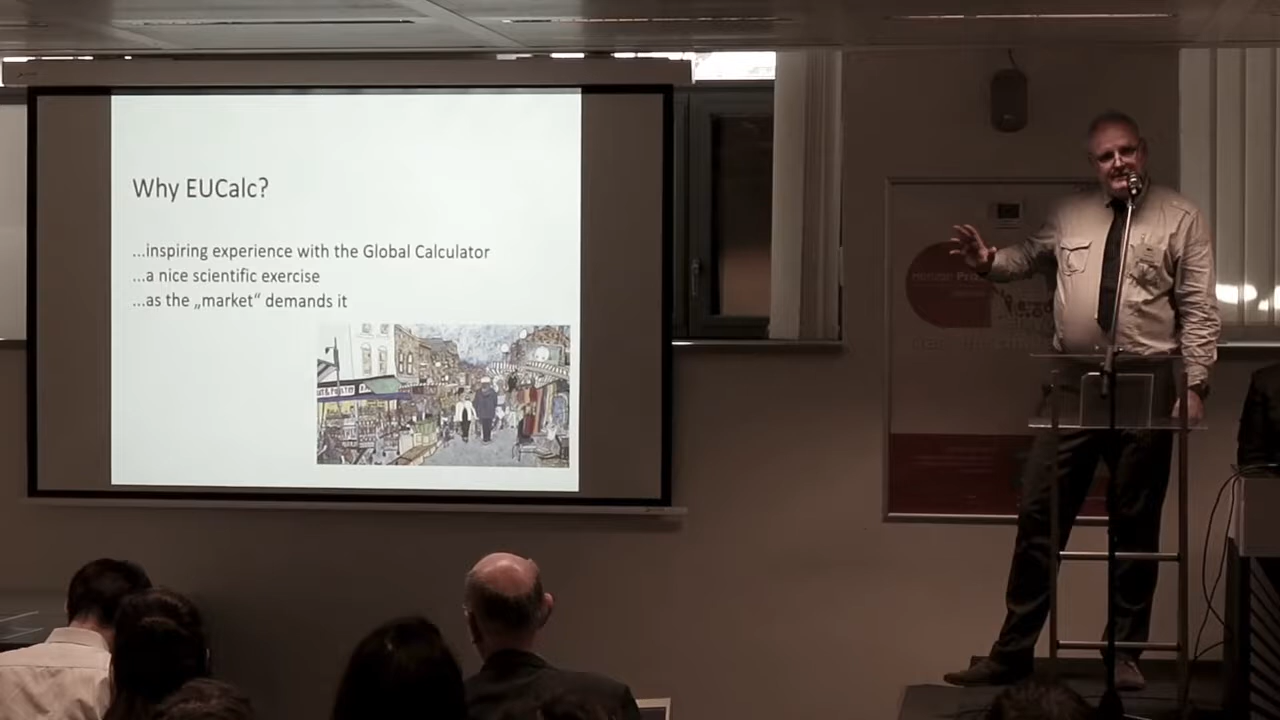 Why EUCalc?
...inspiring experience with the Global Calculator
...a nice scientific exercise
...as the „market“ demands it